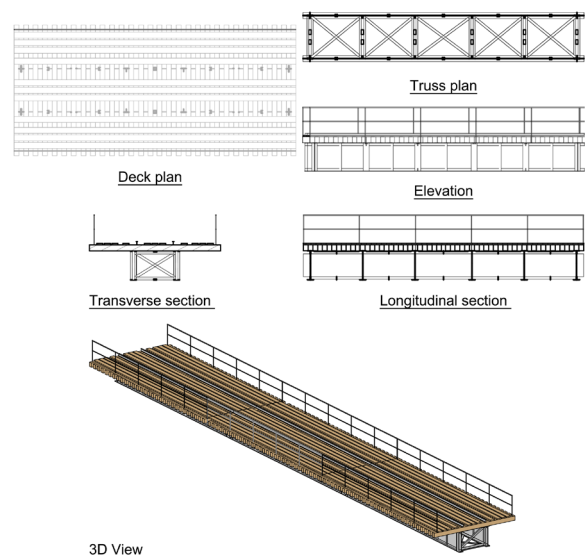 Truss plan
Deck plan
Elevation
Transverse section
Longitudinal section
3D View